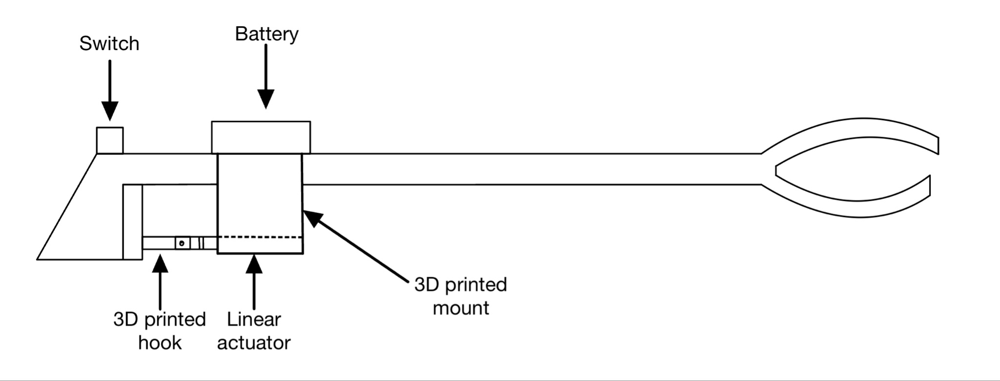 Switch
Battery
3D printed
hook
Linear
actuator
3D printed
mount